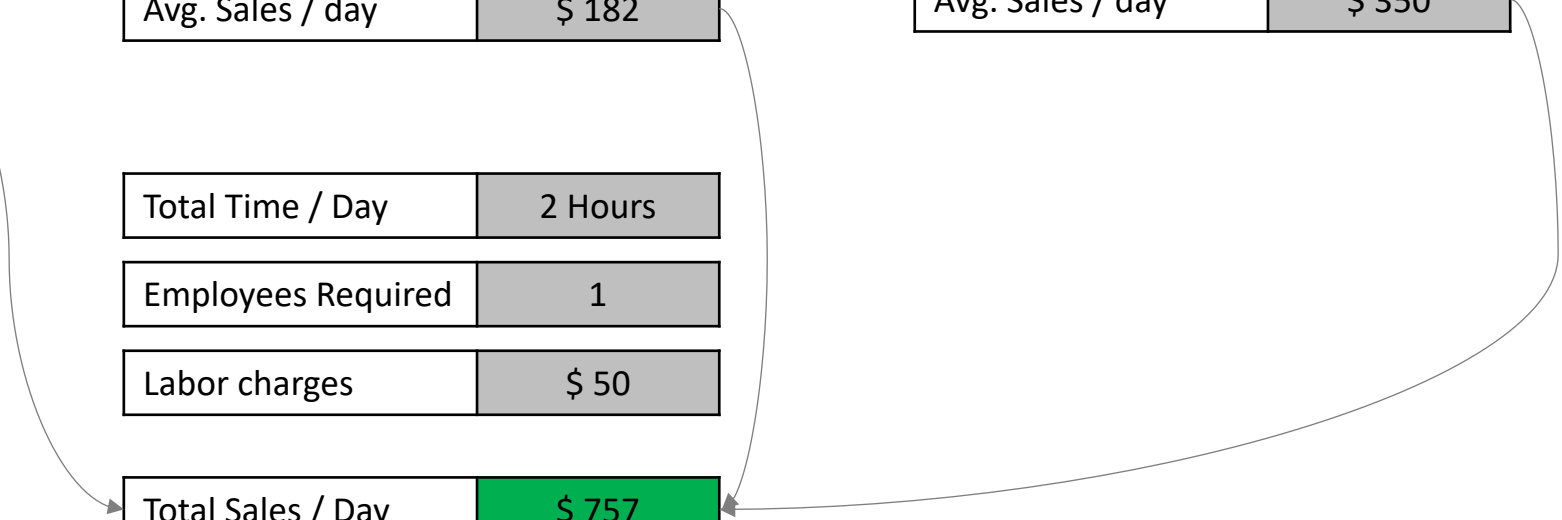 Avg. Sales / day $ 182
Avg. Sales / day $ 350
Total Time / Day 2 Hours
Employees Required 1
Labor charges $ 50
Total Sales / Day $ 757